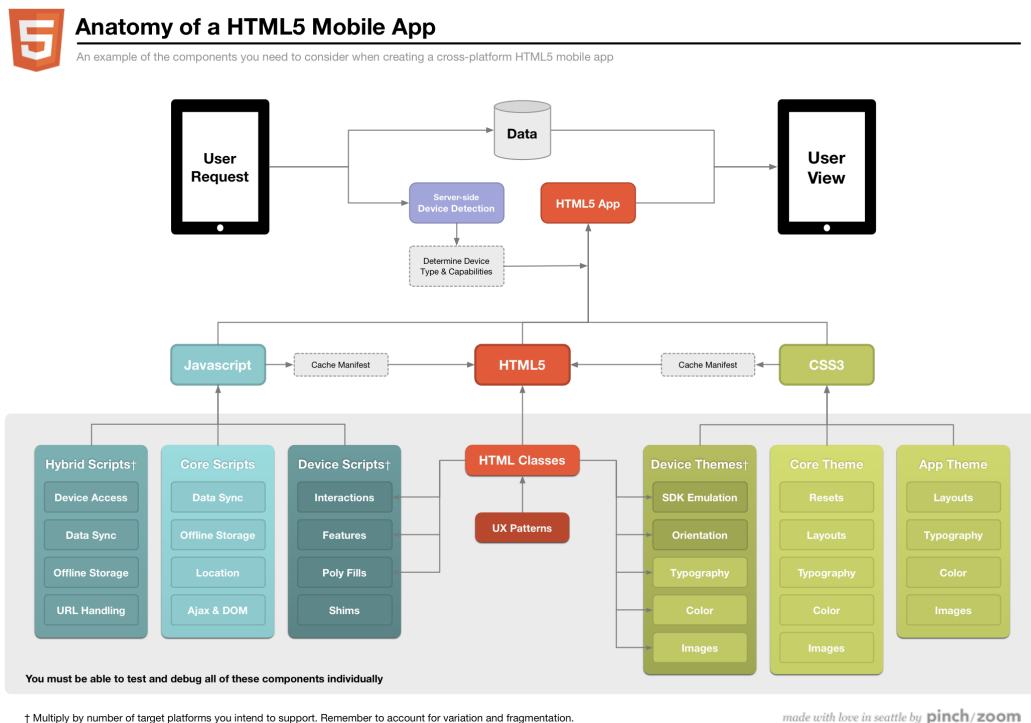 Anatomy of a HTML5 Mobile App
An example of the components you need to consider when creating a cross-platform HTML5 mobile app
User
Request
Data
User
View
Server-side
Device Detection
HTML5 App
Determine Device
Type & Capabilities
Javascript
Cache Manifest
HTML5
Cache Manifest
CSS3
Hybrid Scripts†
Device Access
Data Sync
Offline Storage
URL Handling
Core Scripts
Data Sync
Offline Storage
Location
Ajax & DOM
Device Scripts†
Interactions
Features
Poly Fills
Shims
HTML Classes
UX Patterns
Device Themes†
SDK Emulation
Orientation
Typography
Color
Images
Core Theme
Resets
Layouts
Typography
Color
Images
App Theme
Layouts
Typography
Color
Images
You must be able to test and debug all of these components individually
† Multiply by number of target platforms you intend to support. Remember to account for variation and fragmentation.
made with love in seattle by pinch/zoom